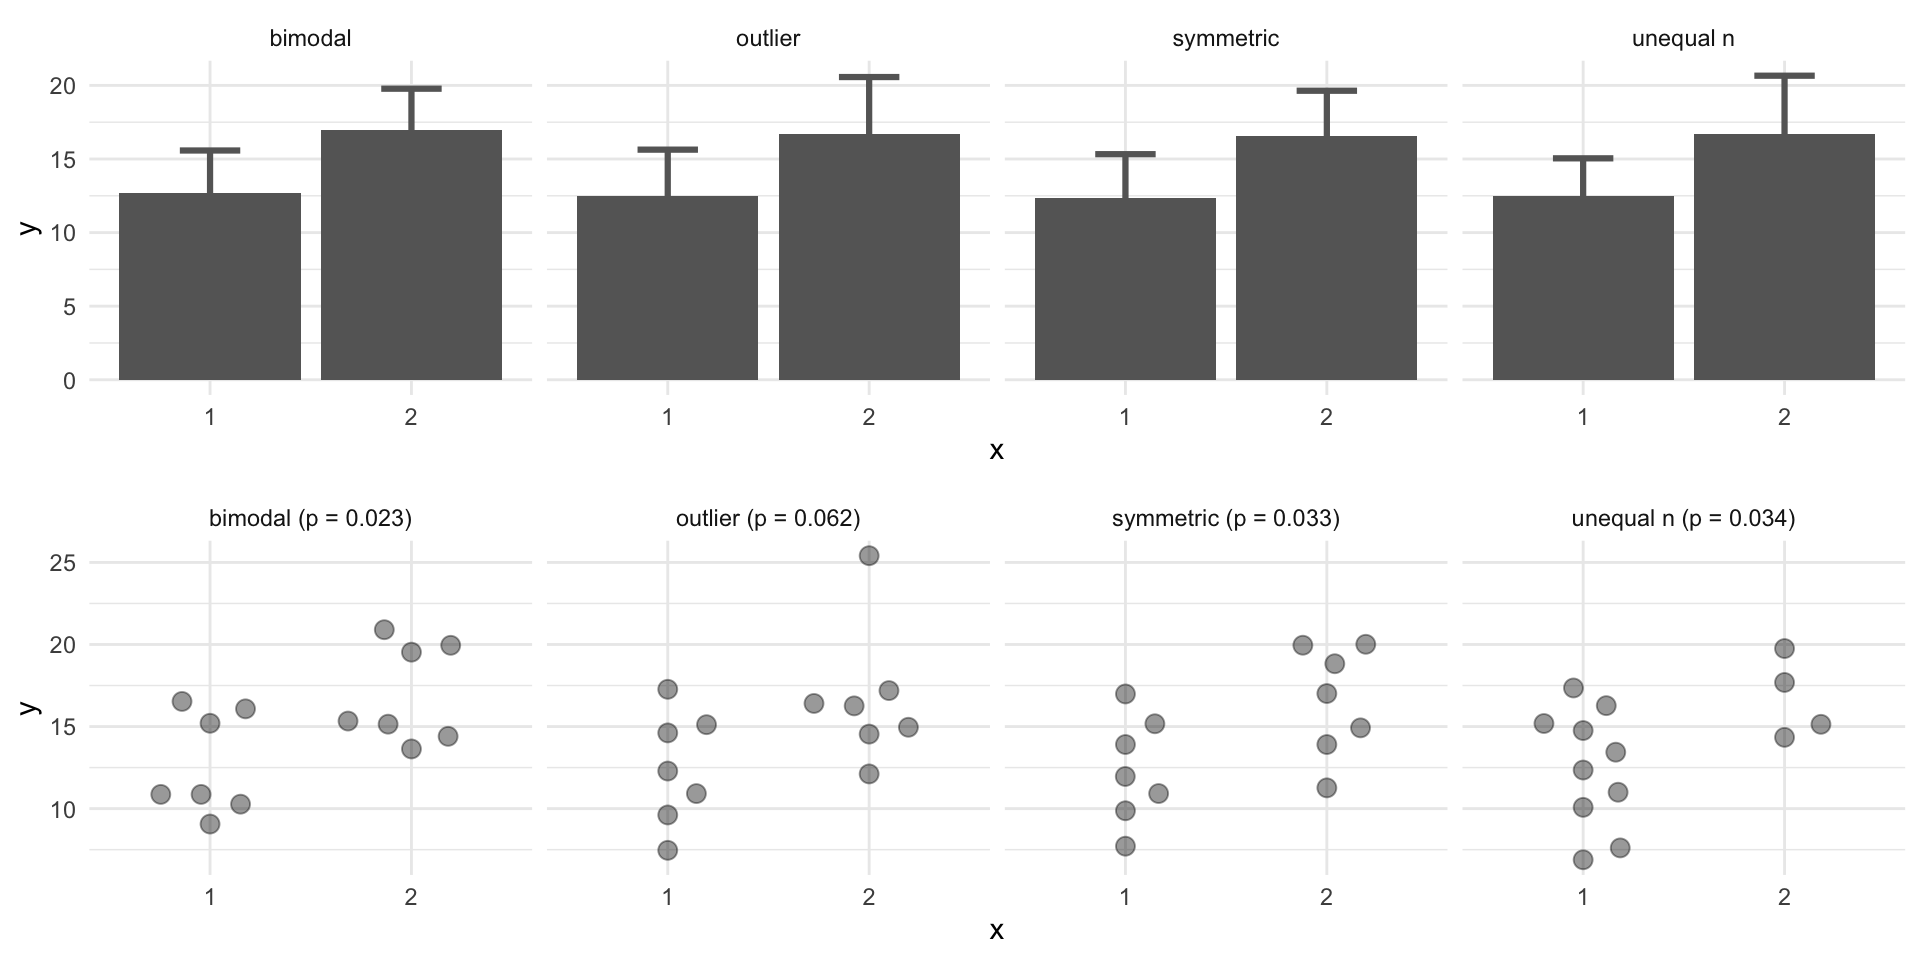 bimodal outlier symmetric unequal n
20
15
y
10
5
0
1 2 1 2 1 2 1 2
x
bimodal (p = 0.023) outlier (p = 0.062) symmetric (p = 0.033) unequal n (p = 0.034)
25
20
y
15
10
1 2 1 2 1 2 1 2
x